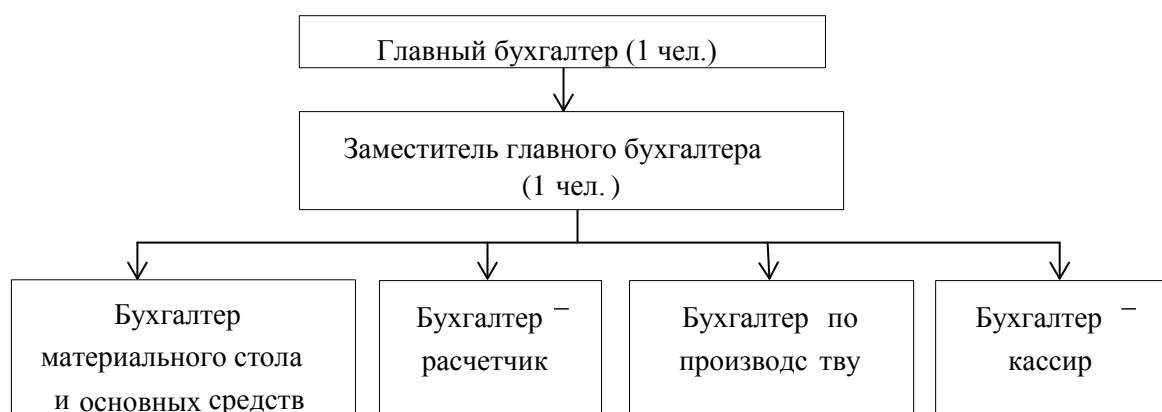 Главный бухгалтер (1 чел.)
Заместитель главного бухгалтера
(1 чел. )
Бухгалтер
материального стола
и основных средств
Бухгалтер –
расчетчик
Бухгалтер по
производс тву
Бухгалтер –
кассир